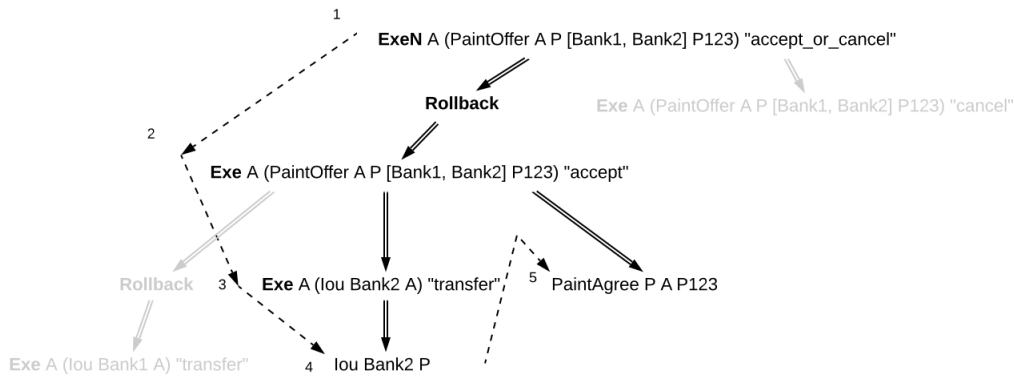 1
ExeN A (PaintOffer A P [Bank1, Bank2] P123) "accept_or_cancel"
Rollback
Exe A (PaintOffer A P [Bank1, Bank2] P123) "cancel"
2
Exe A (PaintOffer A P [Bank1, Bank2] P123) "accept"
Rollback
3
Exe A (Iou Bank2 A) "transfer"
5
PaintAgree P A P123
Exe A (Iou Bank1 A) "transfer"
4
Iou Bank2 P